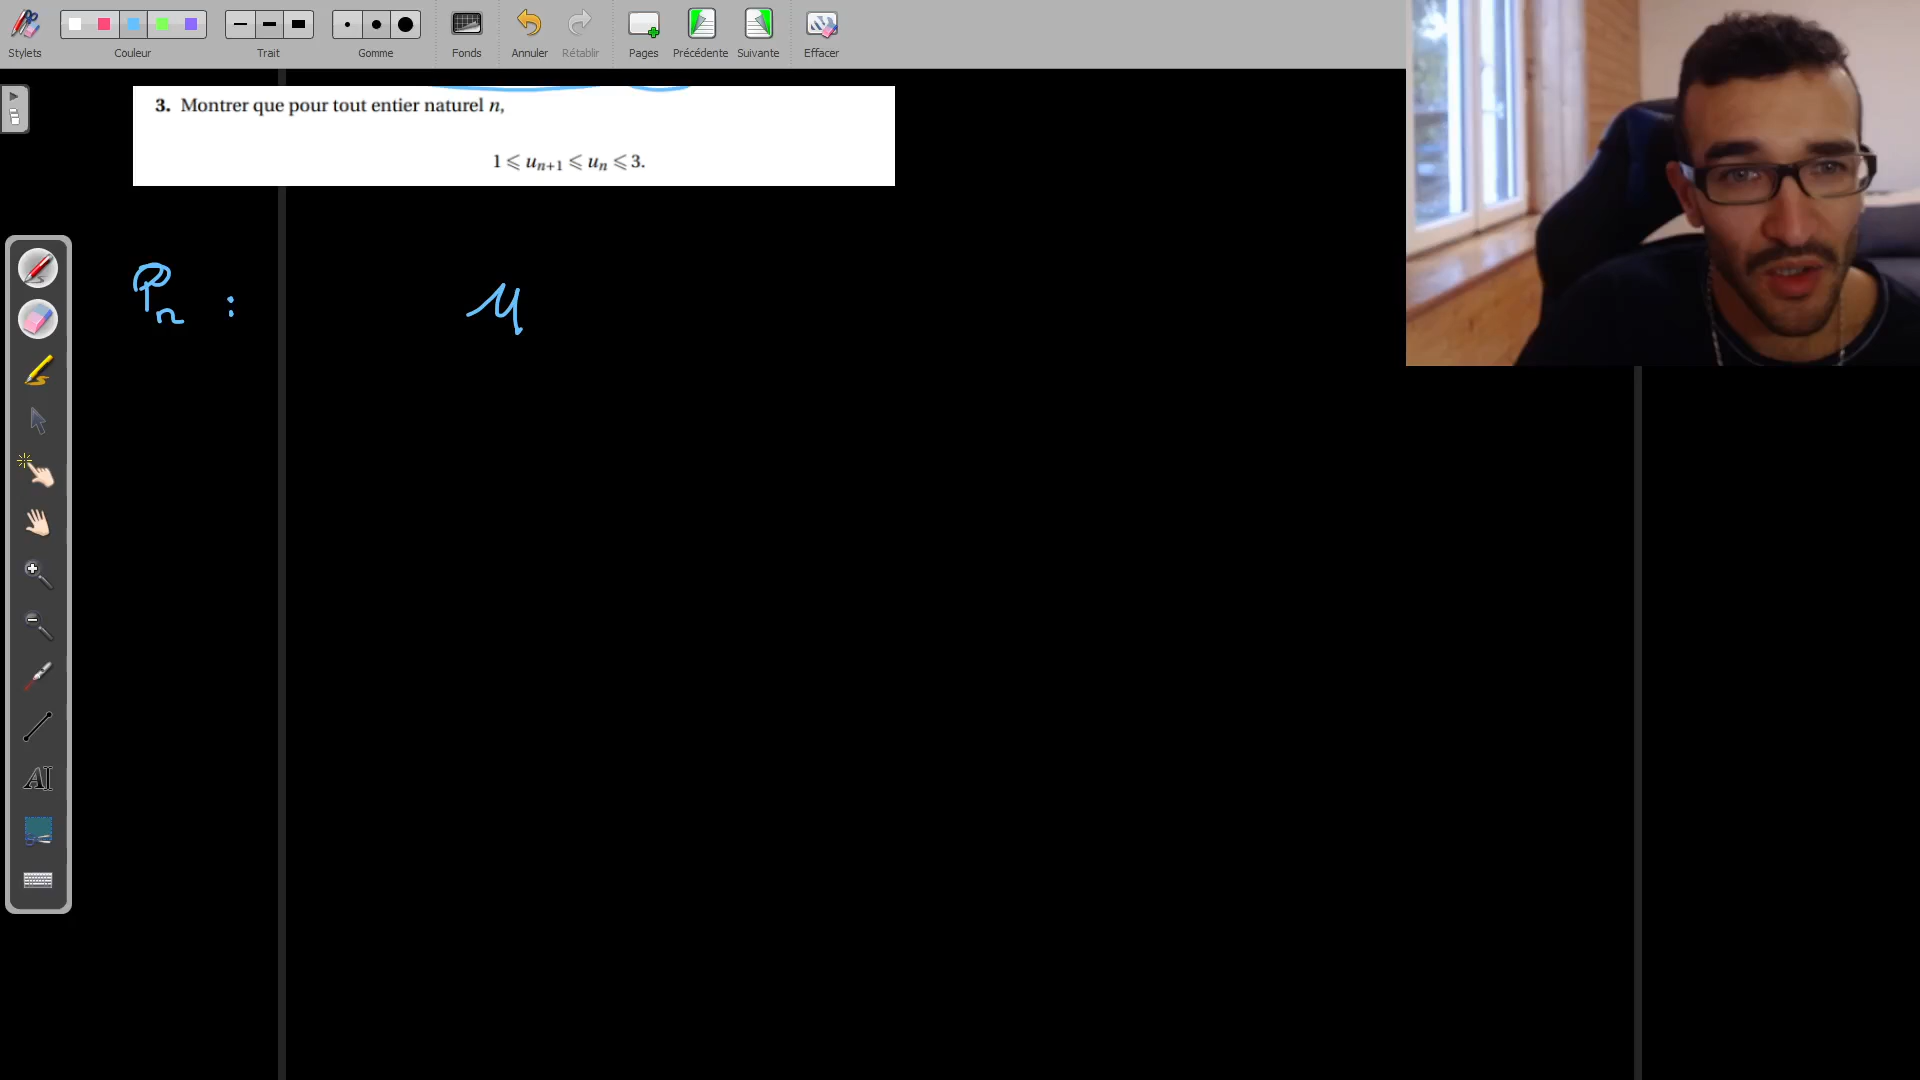 Stylets Couleur Trait Gomme Fonds Annuler Rétablir Pages Précédente Suivante Effacer
3. Montrer que pour tout entier naturel n,
1 ⩽ uₙ₊₁ ⩽ uₙ ⩽ 3.
Pₙ : u
AI